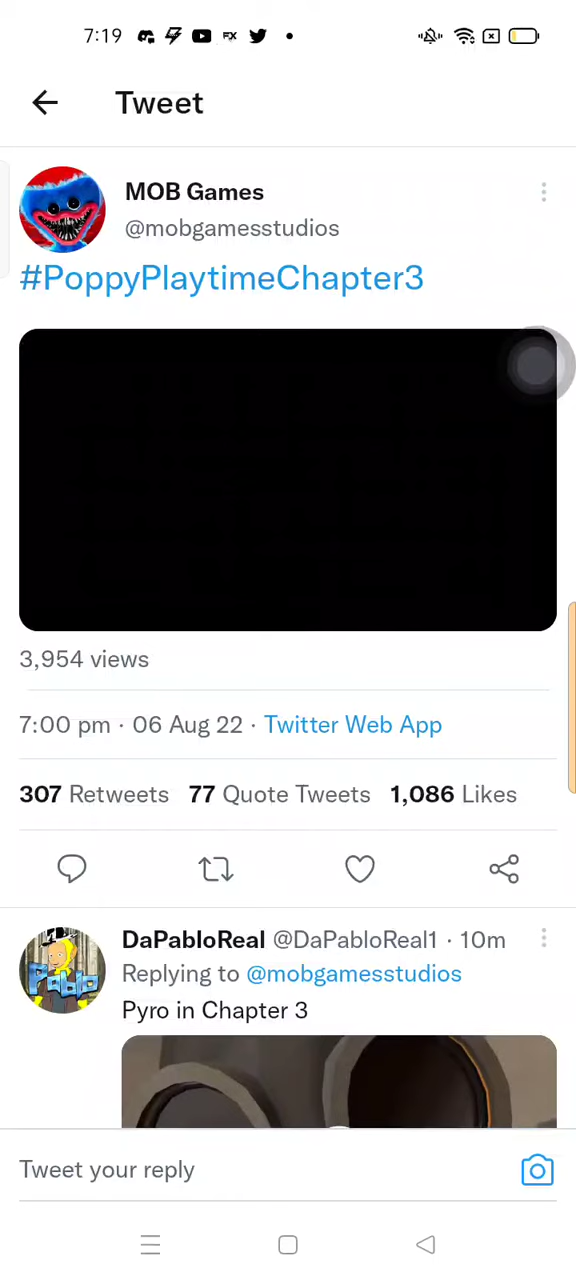 7:19
FX
Tweet
MOB Games
@mobgamesstudios
#PoppyPlaytimeChapter3
3,954 views
7:00 pm · 06 Aug 22 · Twitter Web App
307 Retweets 77 Quote Tweets 1,086 Likes
DaPabloReal @DaPabloReal1 · 10m
Replying to @mobgamesstudios
Pyro in Chapter 3
Pablo
Tweet your reply